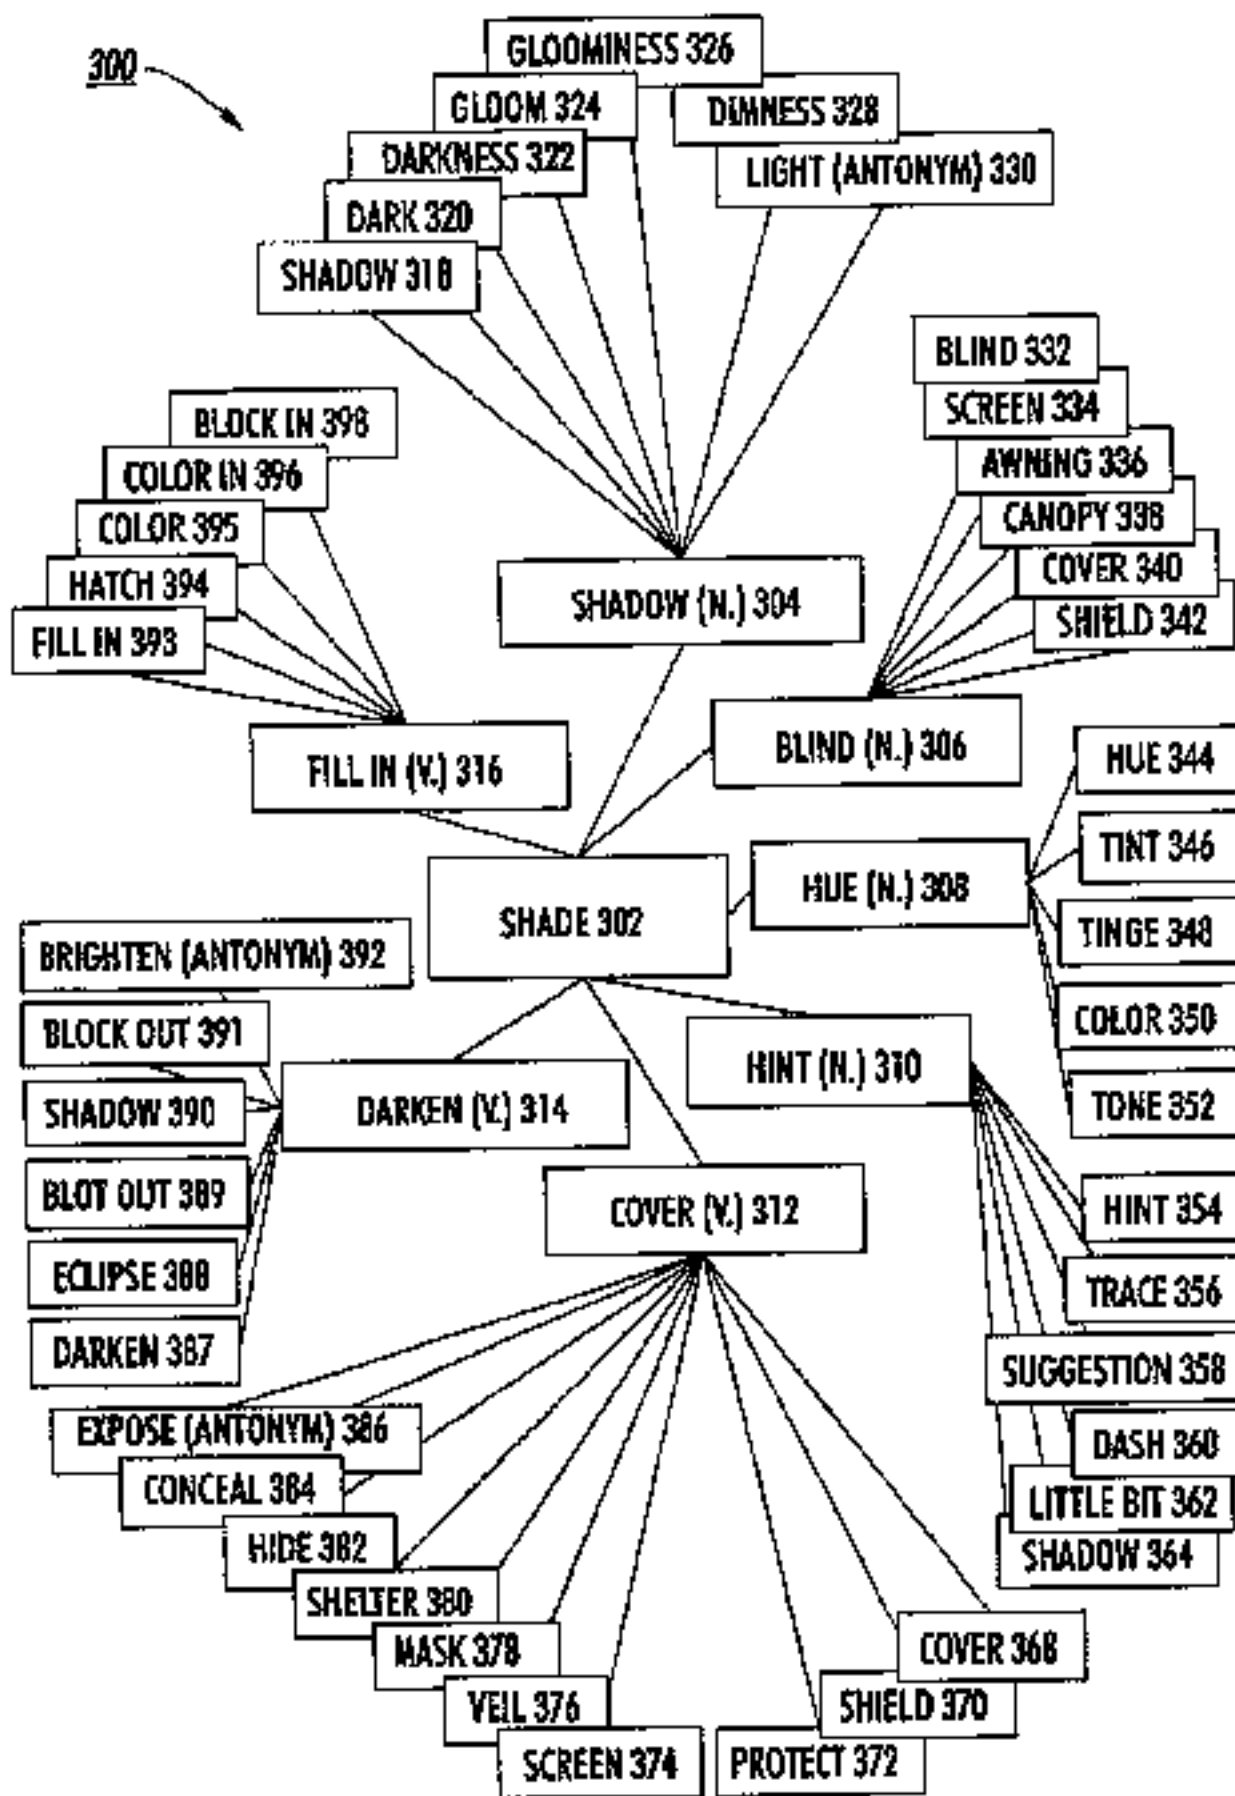 300
GLOOMINESS 326
GLOOM 324
DIMNESS 328
DARKNESS 322
LIGHT (ANTONYM) 330
DARK 320
SHADOW 318
BLIND 332
SCREEN 334
BLOCK IN 398
AWNING 336
COLOR IN 396
CANOPY 338
COLOR 395
COVER 340
HATCH 394
SHADOW (N.) 304
SHIELD 342
FILL IN 393
BLIND (N.) 306
FILL IN (V.) 316
HUE 344
TINT 346
HUE (N.) 308
SHADE 302
TINGE 348
BRIGHTEN (ANTONYM) 392
COLOR 350
BLOCK OUT 391
HINT (N.) 310
SHADOW 390
DARKEN (V.) 314
TONE 352
BLOT OUT 389
COVER (V.) 312
HINT 354
ECLIPSE 388
TRACE 356
DARKEN 387
SUGGESTION 358
EXPOSE (ANTONYM) 386
DASH 360
CONCEAL 384
LITTLE BIT 362
HIDE 382
SHADOW 364
SHELTER 380
MASK 378
COVER 368
VEIL 376
SHIELD 370
SCREEN 374
PROTECT 372